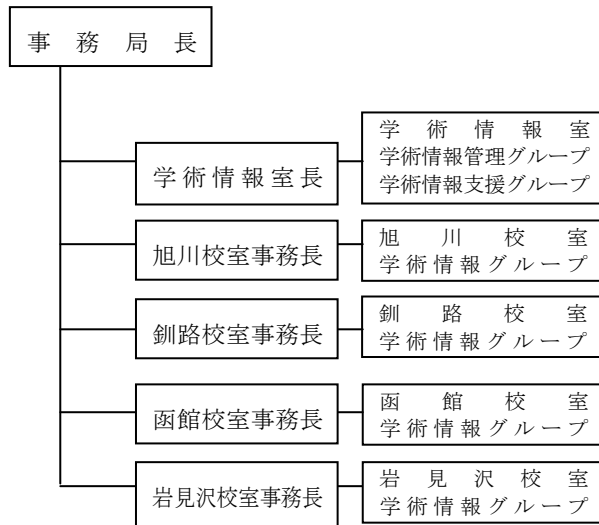 事務局長
学術情報室長
学術情報室
学術情報管理グループ
学術情報支援グループ
旭川校室事務長
旭川校室
学術情報グループ
釧路校室事務長
釧路校室
学術情報グループ
函館校室事務長
函館校室
学術情報グループ
岩見沢校室事務長
岩見沢校室
学術情報グループ